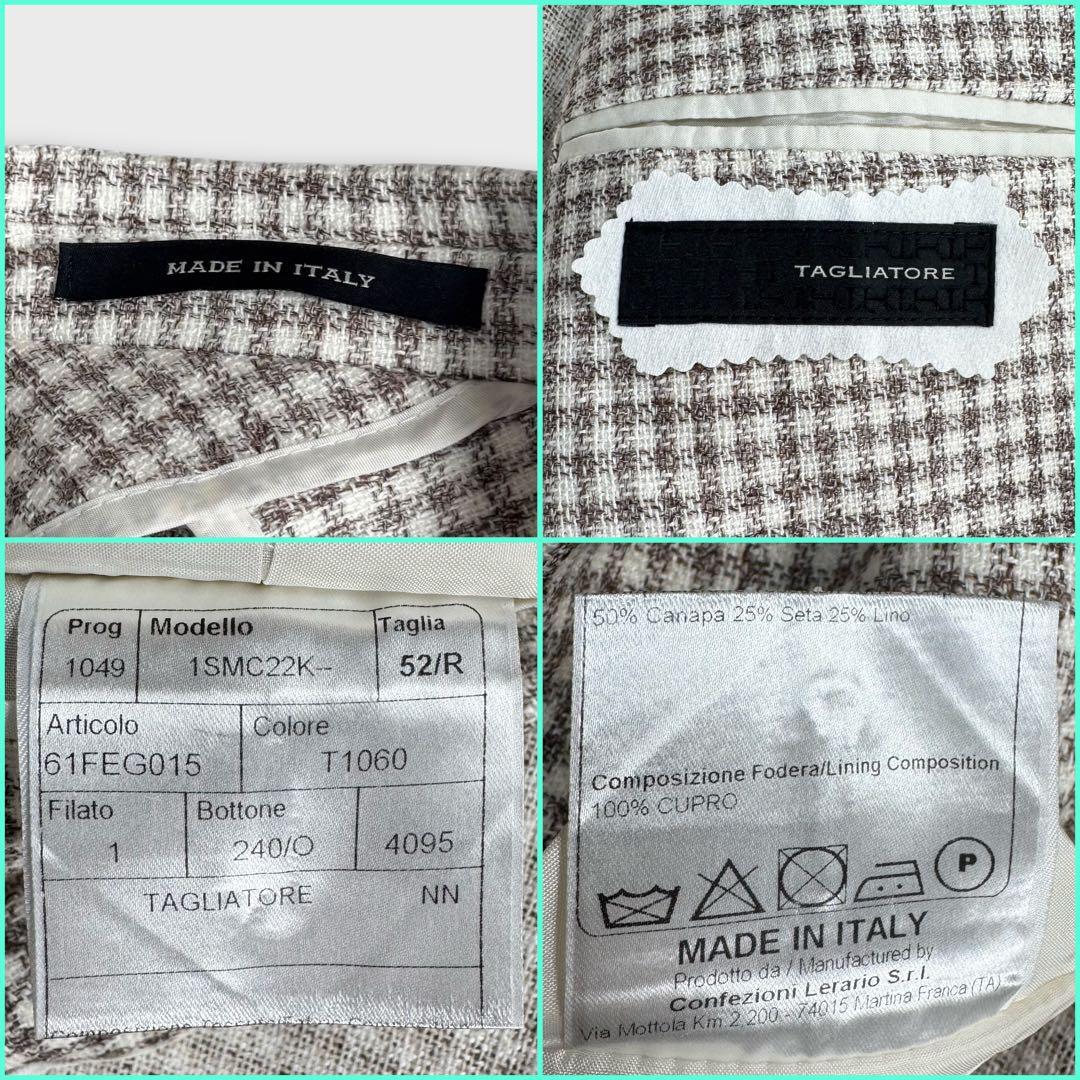 MADE IN ITALY
TAGLIATORE
Prog Modello Taglia
1049 1SMC22K-- 52/R
Articolo Colore
61FEG015 T1060
Filato Bottone
1 240/O 4095
TAGLIATORE NN
50% Canapa 25% Seta 25% Lino
Composizione Fodera/Lining Composition
100% CUPRO
P
MADE IN ITALY
Prodotto da / Manufactured by
Confezioni Lerario S.r.l.
Via Mottola Km 2,200 - 74015 Martina Franca (TA)